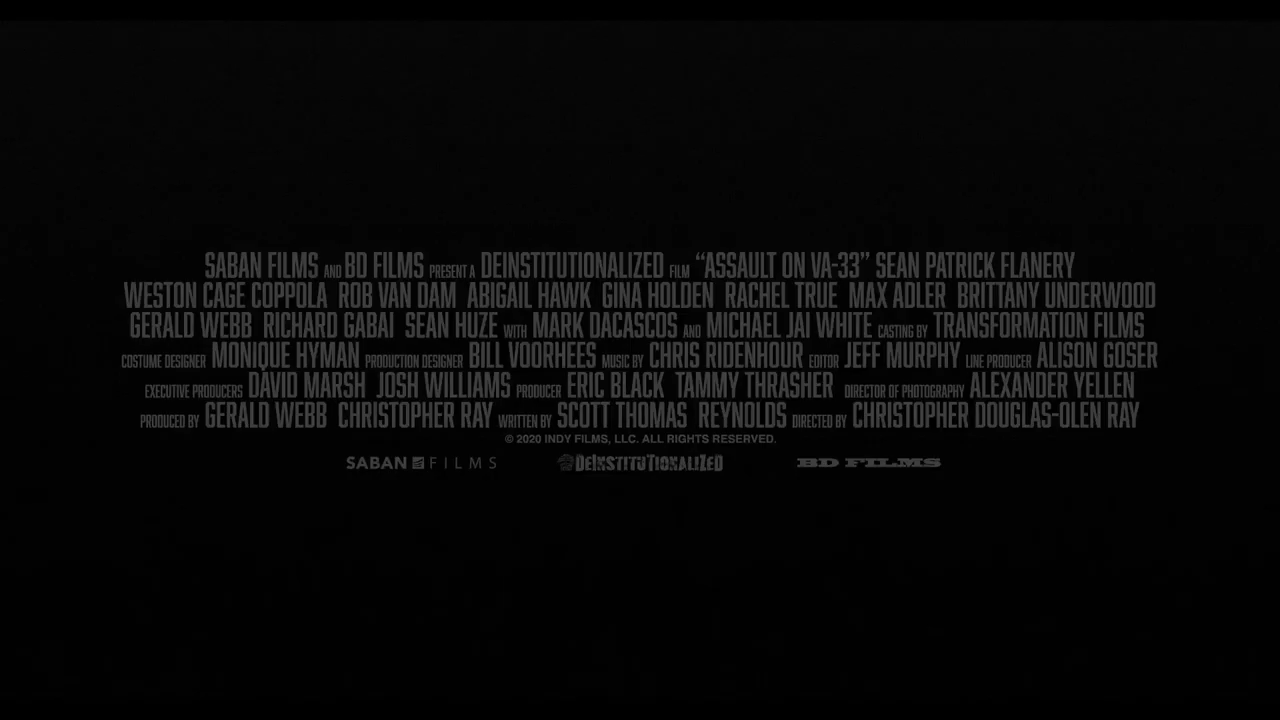 SABAN FILMS AND BD FILMS PRESENT A DEINSTITUTIONALIZED FILM “ASSAULT ON VA-33” SEAN PATRICK FLANERY
WESTON CAGE COPPOLA ROB VAN DAM ABIGAIL HAWK GINA HOLDEN RACHEL TRUE MAX ADLER BRITTANY UNDERWOOD
GERALD WEBB RICHARD GABAI SEAN HUZE WITH MARK DACASCOS AND MICHAEL JAI WHITE CASTING BY TRANSFORMATION FILMS
COSTUME DESIGNER MONIQUE HYMAN PRODUCTION DESIGNER BILL VOORHEES MUSIC BY CHRIS RIDENHOUR EDITOR JEFF MURPHY LINE PRODUCER ALISON GOSER
EXECUTIVE PRODUCERS DAVID MARSH JOSH WILLIAMS PRODUCER ERIC BLACK TAMMY THRASHER DIRECTOR OF PHOTOGRAPHY ALEXANDER YELLEN
PRODUCED BY GERALD WEBB CHRISTOPHER RAY WRITTEN BY SCOTT THOMAS REYNOLDS DIRECTED BY CHRISTOPHER DOUGLAS-OLEN RAY
© 2020 INDY FILMS, LLC. ALL RIGHTS RESERVED.
SABAN FILMS DEINSTITUTIONALIZED BD FILMS